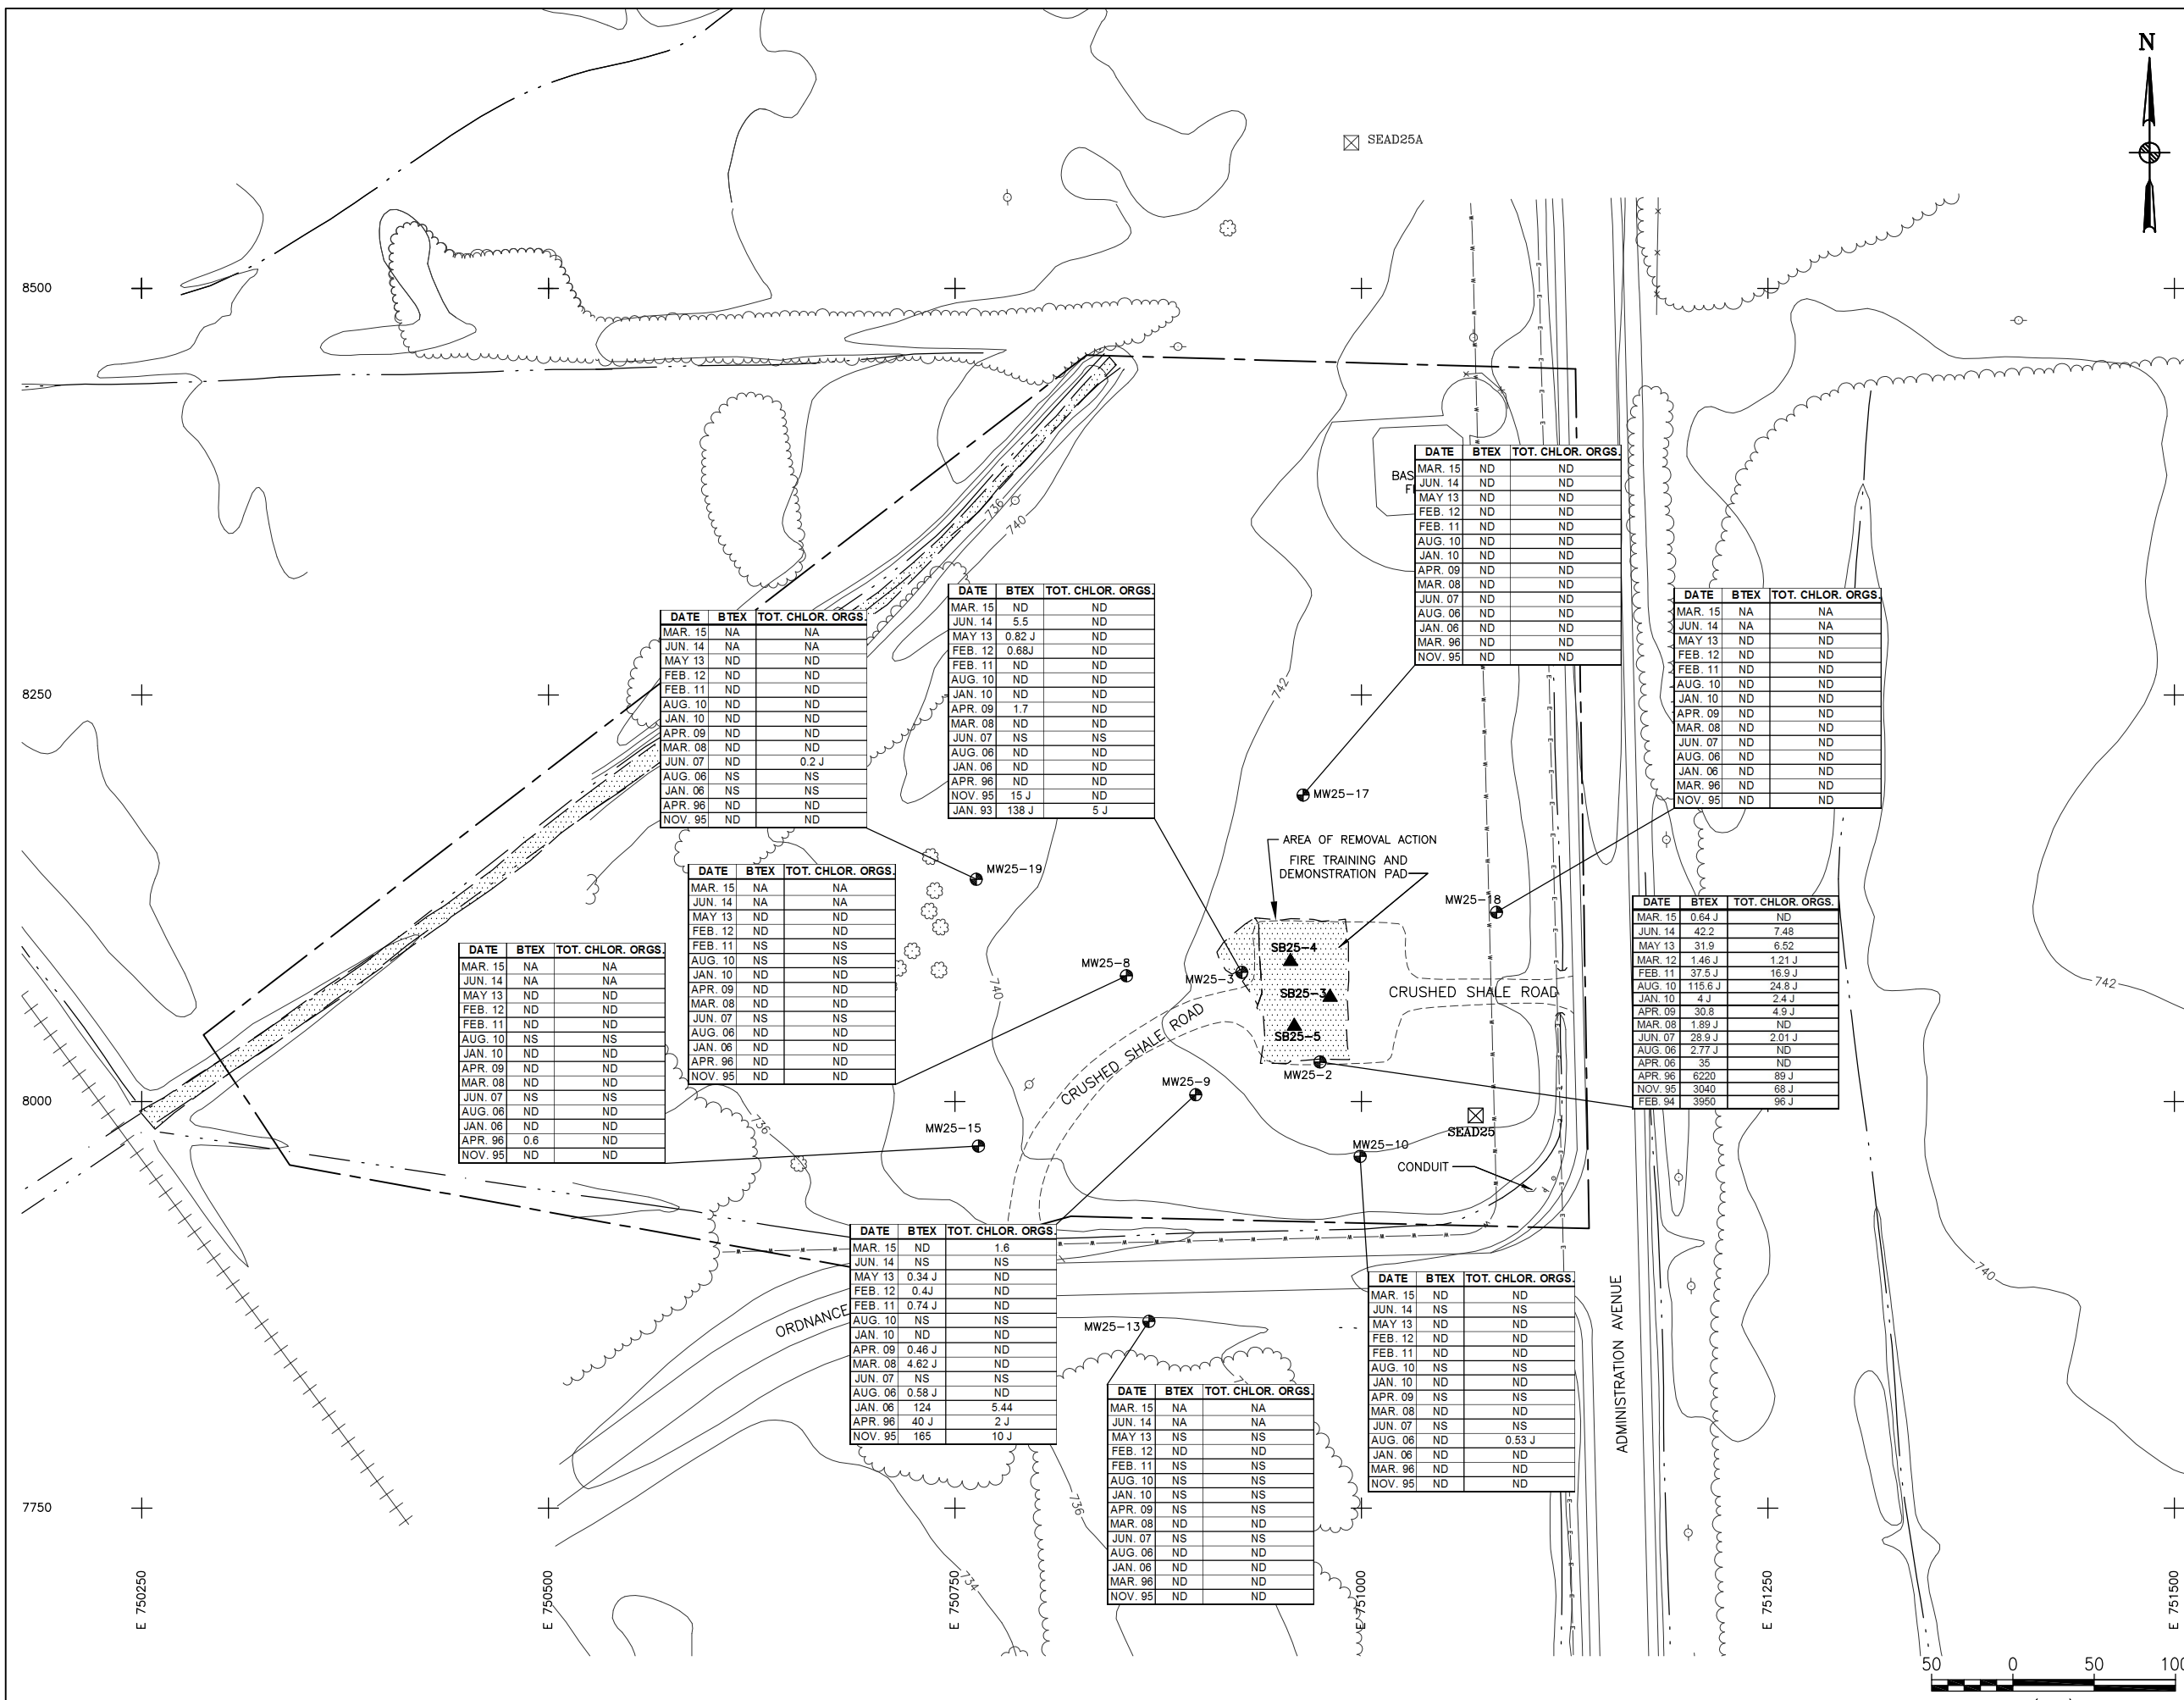 N
SEAD25A
8500
8250
8000
7750
736
740
BAS
F
DATE BTEX TOT. CHLOR. ORGS.
MAR. 15 ND ND
JUN. 14 ND ND
MAY 13 ND ND
FEB. 12 ND ND
FEB. 11 ND ND
AUG. 10 ND ND
JAN. 10 ND ND
APR. 09 ND ND
MAR. 08 ND ND
JUN. 07 ND ND
AUG. 06 ND ND
JAN. 06 ND ND
MAR. 96 ND ND
NOV. 95 ND ND
MW25-17
DATE BTEX TOT. CHLOR. ORGS.
MAR. 15 ND ND
JUN. 14 5.5 ND
MAY 13 0.82 J ND
FEB. 12 0.68J ND
FEB. 11 ND ND
AUG. 10 ND ND
JAN. 10 ND ND
APR. 09 1.7 ND
MAR. 08 ND ND
JUN. 07 NS NS
AUG. 06 ND ND
JAN. 06 ND ND
APR. 96 ND ND
NOV. 95 15 J ND
JAN. 93 138 J 5 J
MW25-3
DATE BTEX TOT. CHLOR. ORGS.
MAR. 15 NA NA
JUN. 14 NA NA
MAY 13 ND ND
FEB. 12 ND ND
FEB. 11 ND ND
AUG. 10 ND ND
JAN. 10 ND ND
APR. 09 ND ND
MAR. 08 ND ND
JUN. 07 ND ND
AUG. 06 ND ND
JAN. 06 ND ND
MAR. 96 ND ND
NOV. 95 ND ND
MW25-18
DATE BTEX TOT. CHLOR. ORGS.
MAR. 15 NA NA
JUN. 14 NA NA
MAY 13 ND ND
FEB. 12 ND ND
FEB. 11 ND ND
AUG. 10 ND ND
JAN. 10 ND ND
APR. 09 ND ND
MAR. 08 ND ND
JUN. 07 ND 0.2 J
AUG. 06 NS NS
JAN. 06 NS NS
APR. 96 ND ND
NOV. 95 ND ND
MW25-19
742
AREA OF REMOVAL ACTION
FIRE TRAINING AND
DEMONSTRATION PAD
DATE BTEX TOT. CHLOR. ORGS.
MAR. 15 NA NA
JUN. 14 NA NA
MAY 13 ND ND
FEB. 12 ND ND
FEB. 11 NS NS
AUG. 10 NS NS
JAN. 10 ND ND
APR. 09 ND ND
MAR. 08 ND ND
JUN. 07 NS NS
AUG. 06 ND ND
JAN. 06 ND ND
APR. 96 ND ND
NOV. 95 ND ND
MW25-8
DATE BTEX TOT. CHLOR. ORGS.
MAR. 15 0.64 J ND
JUN. 14 42.2 7.48
MAY 13 31.9 6.52
MAR. 12 1.46 J 1.21 J
FEB. 11 37.5 J 16.9 J
AUG. 10 115.6 J 24.8 J
JAN. 10 4 J 2.4 J
APR. 09 30.8 4.9 J
MAR. 08 1.89 J ND
JUN. 07 28.9 J 2.01 J
AUG. 06 2.77 J ND
APR. 06 35 ND
APR. 96 6220 89 J
NOV. 95 3040 68 J
FEB. 94 3950 96 J
MW25-2
DATE BTEX TOT. CHLOR. ORGS.
MAR. 15 NA NA
JUN. 14 NA NA
MAY 13 ND ND
FEB. 12 ND ND
FEB. 11 ND ND
AUG. 10 NS NS
JAN. 10 ND ND
APR. 09 ND ND
MAR. 08 ND ND
JUN. 07 NS NS
AUG. 06 ND ND
JAN. 06 ND ND
APR. 96 0.6 ND
NOV. 95 ND ND
MW25-15
SB25-4
SB25-3
SB25-5
CRUSHED SHALE ROAD
CRUSHED SHALE ROAD
740
742
736
MW25-9
MW25-10
SEAD25
CONDUIT
DATE BTEX TOT. CHLOR. ORGS.
MAR. 15 ND 1.6
JUN. 14 NS NS
MAY 13 0.34 J ND
FEB. 12 0.4J ND
FEB. 11 0.74 J ND
AUG. 10 NS NS
JAN. 10 ND ND
APR. 09 0.46 J ND
MAR. 08 4.62 J ND
JUN. 07 NS NS
AUG. 06 0.58 J ND
JAN. 06 124 5.44
APR. 96 40 J 2 J
NOV. 95 165 10 J
ORDNANCE
MW25-13
DATE BTEX TOT. CHLOR. ORGS.
MAR. 15 ND ND
JUN. 14 NS NS
MAY 13 ND ND
FEB. 12 ND ND
FEB. 11 ND ND
AUG. 10 NS NS
JAN. 10 ND ND
APR. 09 NS NS
MAR. 08 ND ND
JUN. 07 NS NS
AUG. 06 ND 0.53 J
JAN. 06 ND ND
MAR. 96 ND ND
NOV. 95 ND ND
ADMINISTRATION AVENUE
740
DATE BTEX TOT. CHLOR. ORGS.
MAR. 15 NA NA
JUN. 14 NA NA
MAY 13 NS NS
FEB. 12 ND ND
FEB. 11 NS NS
AUG. 10 NS NS
JAN. 10 NS NS
APR. 09 NS NS
MAR. 08 ND ND
JUN. 07 NS NS
AUG. 06 ND ND
JAN. 06 ND ND
MAR. 96 ND ND
NOV. 95 ND ND
736
734
E 750250
E 750500
E 750750
E 751000
E 751250
E 751500
50 0 50 100